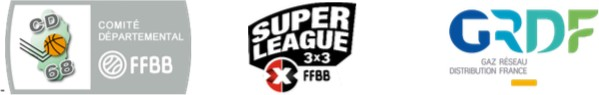 CD
68
COMITÉ
DÉPARTEMENTAL
FFBB
SUPER
LEAGUE
3x3
X FFBB
GRDF
GAZ RÉSEAU
DISTRIBUTION FRANCE